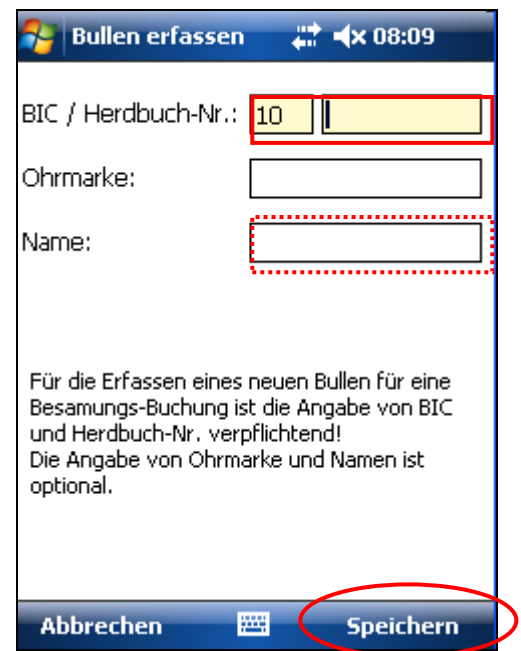 Bullen erfassen 08:09
BIC / Herdbuch-Nr.: 10
Ohrmarke:
Name:
Für die Erfassen eines neuen Bullen für eine
Besamungs-Buchung ist die Angabe von BIC
und Herdbuch-Nr. verpflichtend!
Die Angabe von Ohrmarke und Namen ist
optional.
Abbrechen Speichern